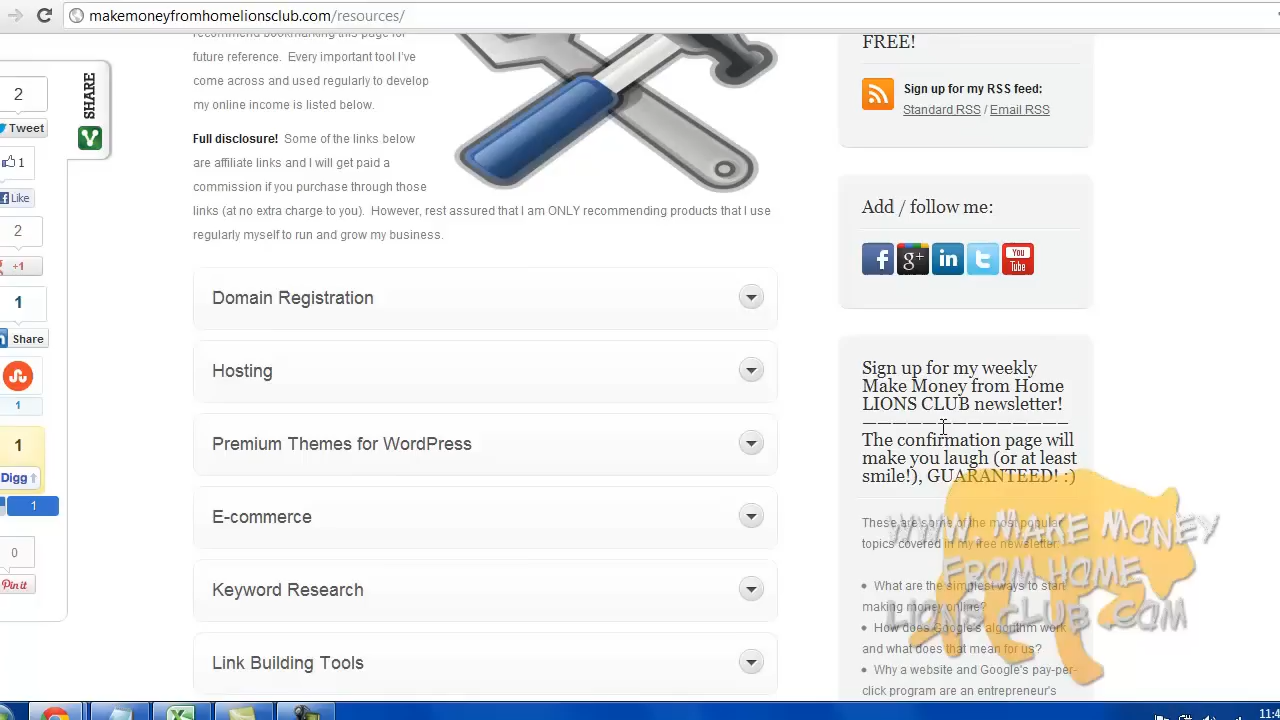 makemoneyfromhomelionsclub.com/resources/
2
SHARE
Tweet
1
Like
2
+1
1
Share
1
1
Digg
1
0
Pin it
recommend bookmarking this page for
future reference. Every important tool I've
come across and used regularly to develop
my online income is listed below.
Full disclosure! Some of the links below
are affiliate links and I will get paid a
commission if you purchase through those
links (at no extra charge to you). However, rest assured that I am ONLY recommending products that I use
regularly myself to run and grow my business.
Domain Registration
Hosting
Premium Themes for WordPress
E-commerce
Keyword Research
Link Building Tools
FREE!
Sign up for my RSS feed:
Standard RSS / Email RSS
Add / follow me:
f g+ in t You Tube
Sign up for my weekly
Make Money from Home
LIONS CLUB newsletter!
——————————————
The confirmation page will
make you laugh (or at least
smile!), GUARANTEED! :)
These are some of the most popular
topics covered in my free newsletter:
• What are the simplest ways to start
making money online?
• How does Google's algorithm work
and what does that mean for us?
• Why a website and Google's pay-per-
click program are an entrepreneur's
www.Make Money
From Home
Lions Club.com
11:4